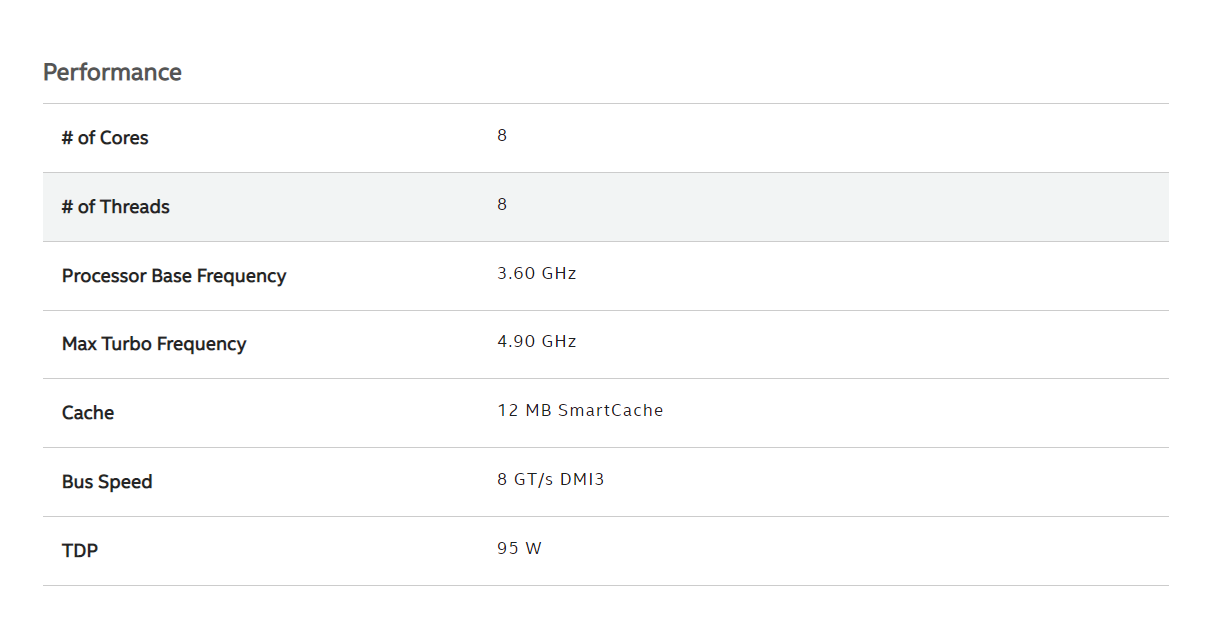 Performance
# of Cores 8
# of Threads 8
Processor Base Frequency 3.60 GHz
Max Turbo Frequency 4.90 GHz
Cache 12 MB SmartCache
Bus Speed 8 GT/s DMI3
TDP 95 W